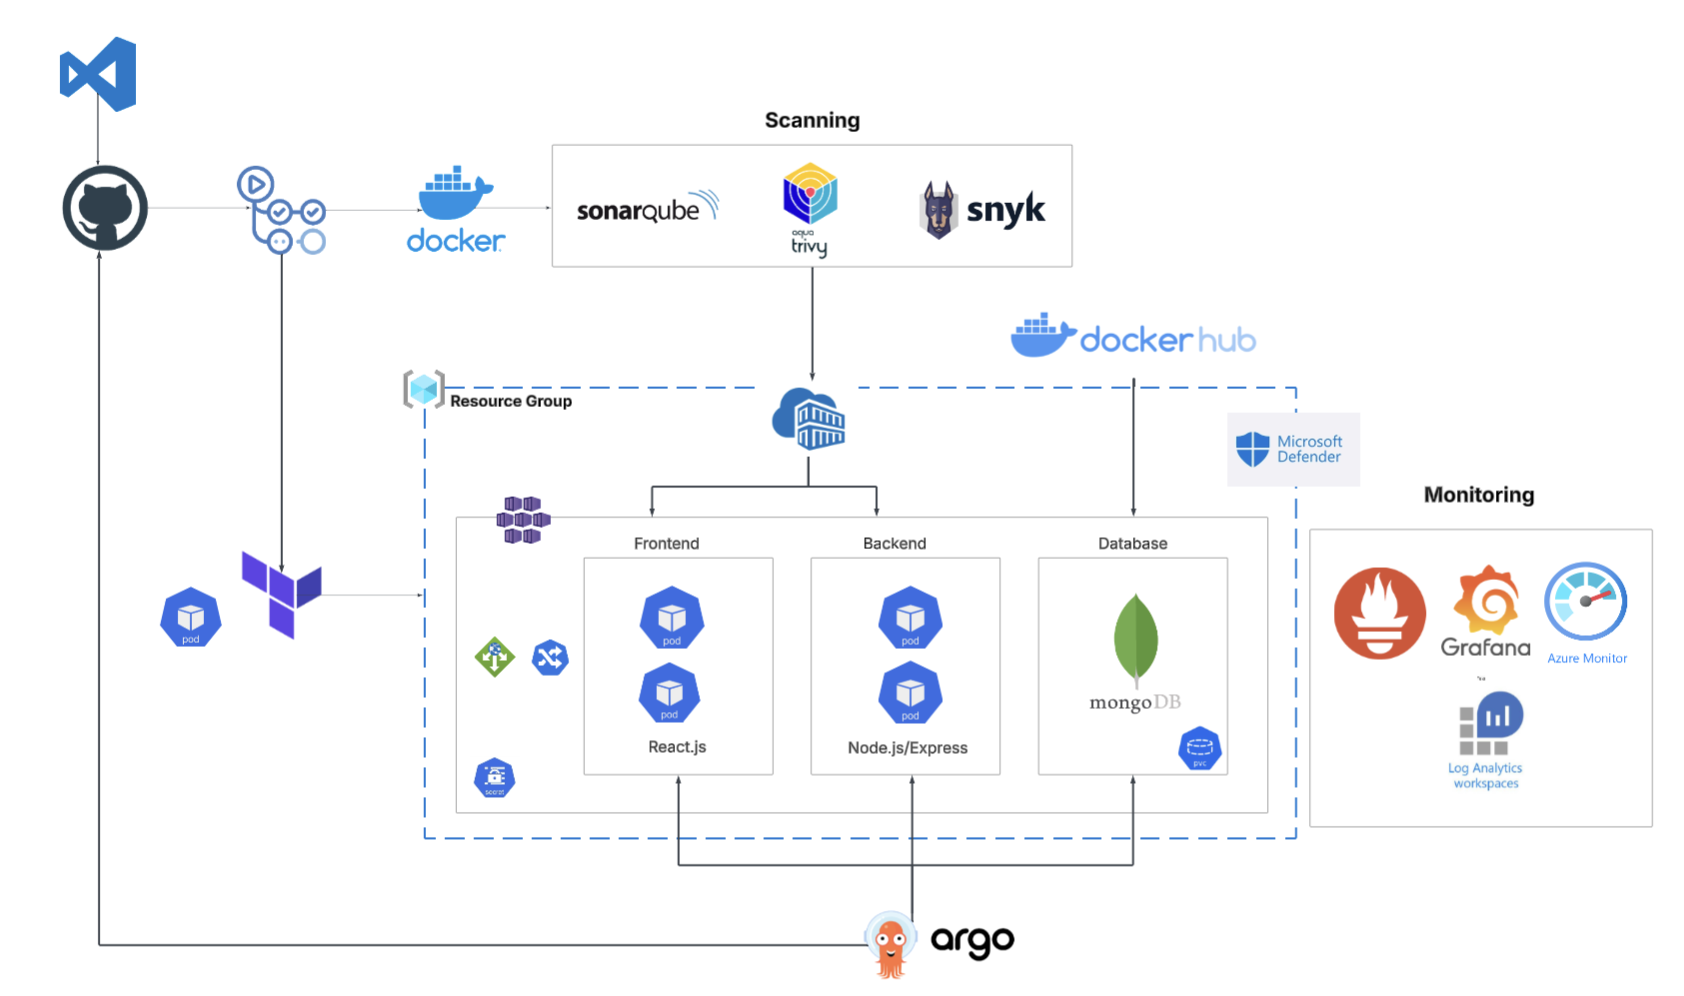 Scanning
sonarqube
aqua
trivy
snyk
docker
docker hub
Resource Group
Microsoft
Defender
Monitoring
Frontend
Backend
Database
pod
pod
pod
Grafana
Azure Monitor
pod
pod
mongoDB
React.js
Node.js/Express
pvc
secret
Log Analytics
workspaces
argo